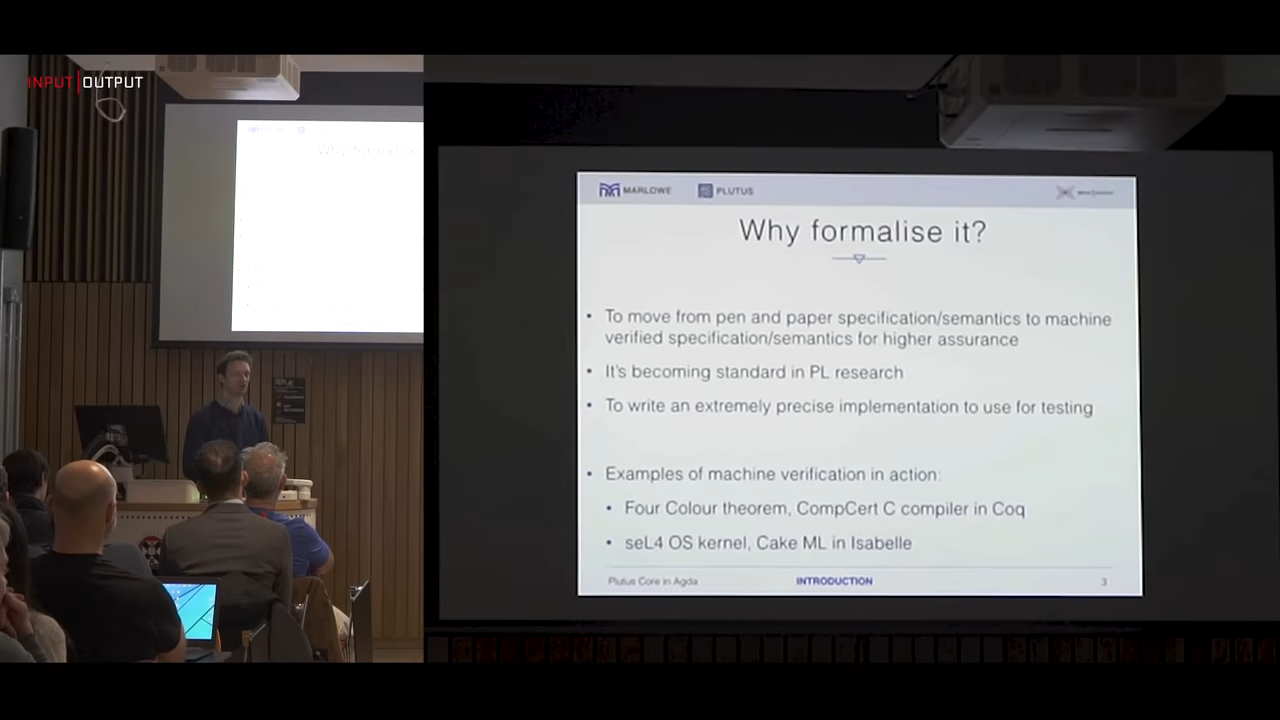 INPUT | OUTPUT
Why formalise
MARLOWE PLUTUS
Why formalise it?
• To move from pen and paper specification/semantics to machine
verified specification/semantics for higher assurance
• It's becoming standard in PL research
• To write an extremely precise implementation to use for testing
• Examples of machine verification in action:
• Four Colour theorem, CompCert C compiler in Coq
• seL4 OS kernel, Cake ML in Isabelle
Plutus Core in Agda INTRODUCTION 3